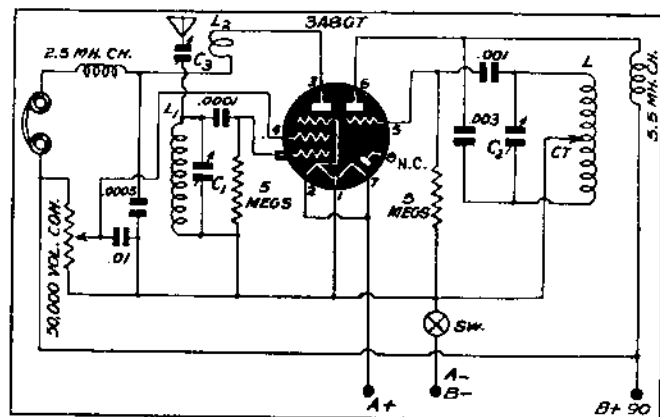 3A8GT
L2
2.5 MH. CH.
C3
.0001
L1
C1
5 MEGS
.0005
.01
50,000 VOL. CON.
3
6
4
5
8
N.C.
2
1
7
.001
L
.003
C2
CT
5 MEGS
5.5 MH. CH.
SW.
A+
A-
B-
B+ 90